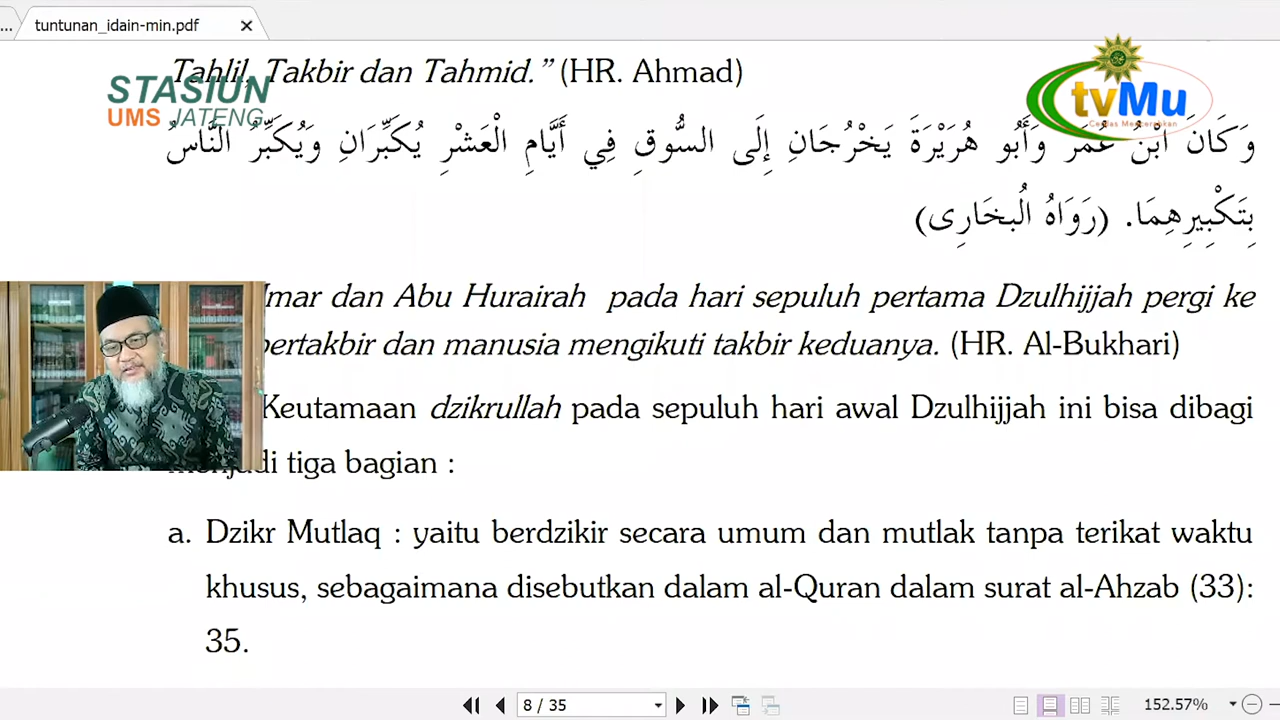 ...
tuntunan_idain-min.pdf
Tahlil, Takbir dan Tahmid.” (HR. Ahmad)
STASIUN
UMS JATENG
tvMu
Cerdas Mencerahkan
وَكَانَ ابْنُ عُمَرَ وَأَبُو هُرَيْرَةَ يَخْرُجَانِ إِلَى السُّوْقِ فِي أَيَّامِ الْعَشْرِ يُكَبِّرَانِ وَيُكَبِّرُ النَّاسُ
بِتَكْبِيرِهِمَا. (رَوَاهُ الْبخَارِى)
Umar dan Abu Hurairah pada hari sepuluh pertama Dzulhijjah pergi ke
bertakbir dan manusia mengikuti takbir keduanya. (HR. Al-Bukhari)
Keutamaan dzikrullah pada sepuluh hari awal Dzulhijjah ini bisa dibagi
menjadi tiga bagian :
a. Dzikr Mutlaq : yaitu berdzikir secara umum dan mutlak tanpa terikat waktu
khusus, sebagaimana disebutkan dalam al-Quran dalam surat al-Ahzab (33):
35.
8 / 35
152.57%